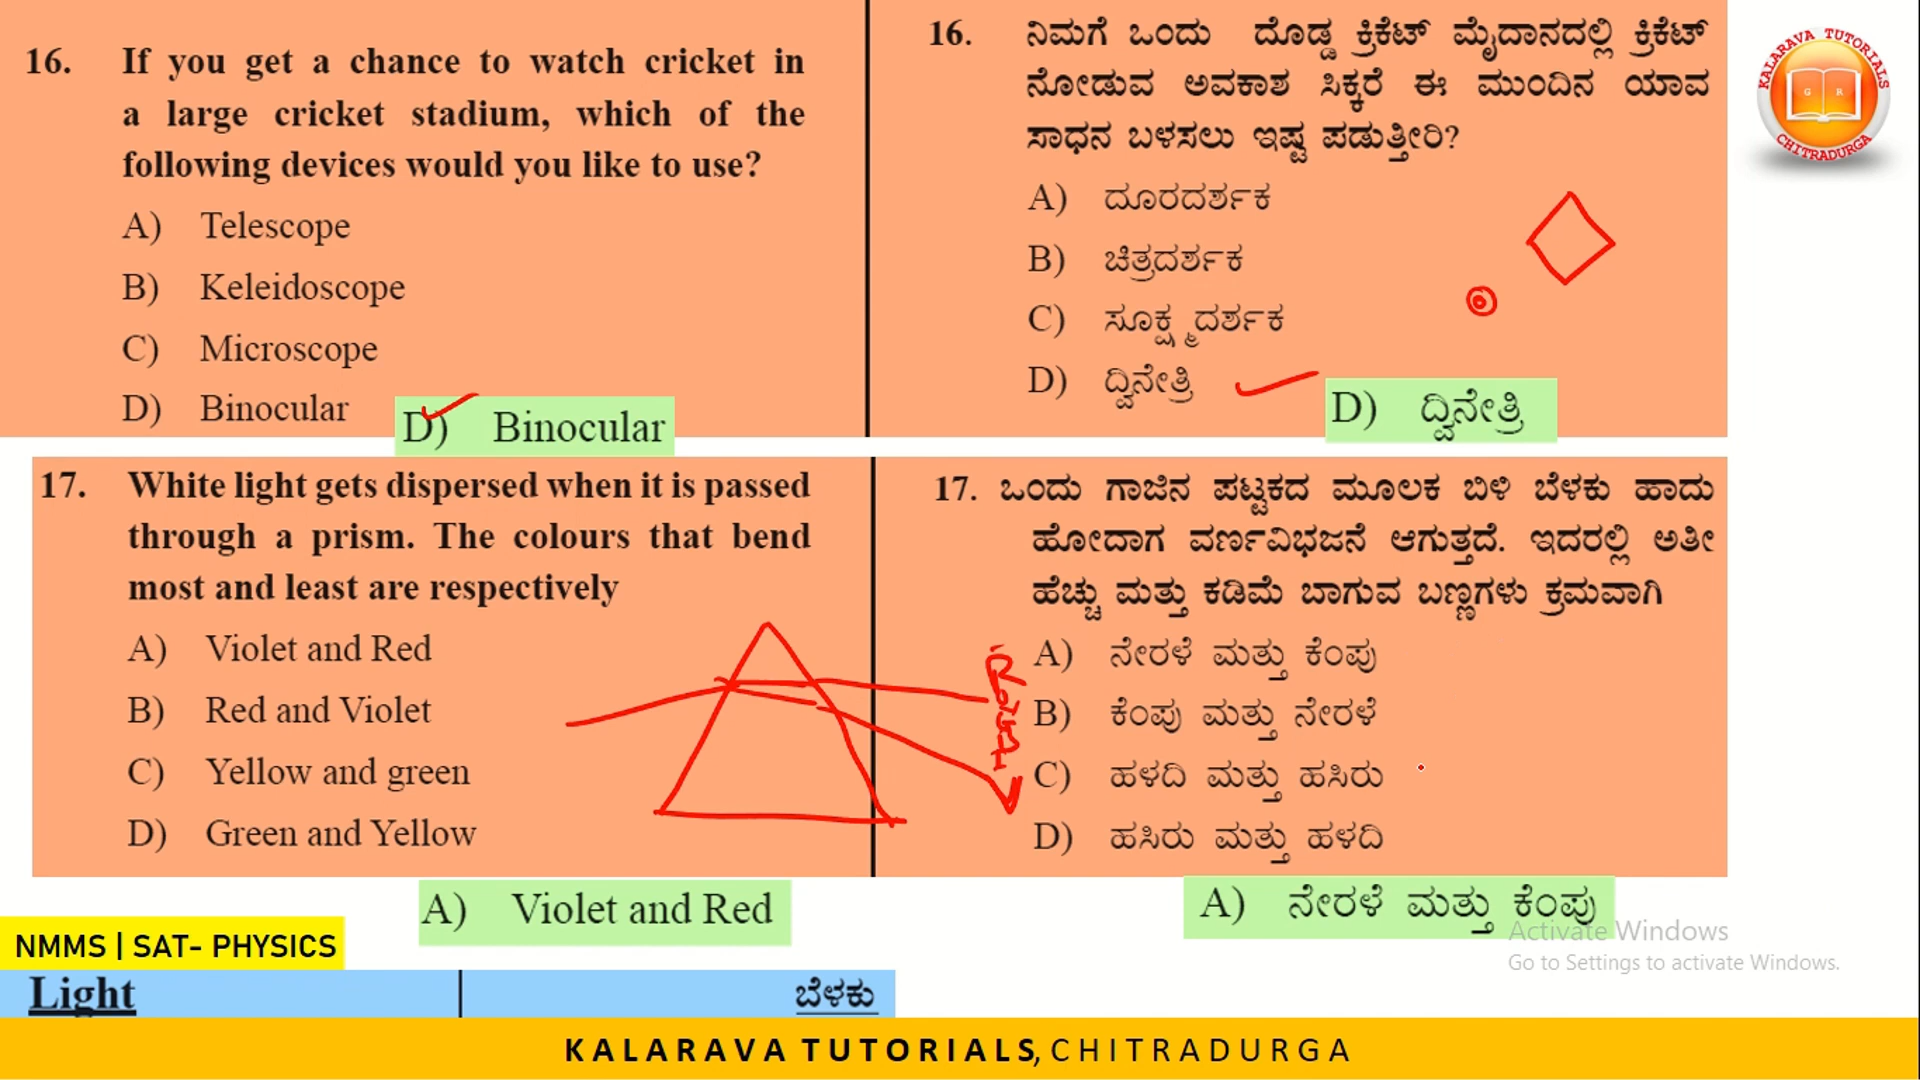 16. If you get a chance to watch cricket in
a large cricket stadium, which of the
following devices would you like to use?
A) Telescope
B) Keleidoscope
C) Microscope
D) Binocular
D) Binocular
16. ನಿಮಗೆ ಒಂದು ದೊಡ್ಡ ಕ್ರಿಕೆಟ್ ಮೈದಾನದಲ್ಲಿ ಕ್ರಿಕೆಟ್
ನೋಡುವ ಅವಕಾಶ ಸಿಕ್ಕರೆ ಈ ಮುಂದಿನ ಯಾವ
ಸಾಧನ ಬಳಸಲು ಇಷ್ಟ ಪಡುತ್ತೀರಿ?
A) ದೂರದರ್ಶಕ
B) ಚಿತ್ರದರ್ಶಕ
C) ಸೂಕ್ಷ್ಮದರ್ಶಕ
D) ದ್ವಿನೇತ್ರಿ
D) ದ್ವಿನೇತ್ರಿ
KALARAVA TUTORIALS
G R
CHITRADURGA
17. White light gets dispersed when it is passed
through a prism. The colours that bend
most and least are respectively
A) Violet and Red
B) Red and Violet
C) Yellow and green
D) Green and Yellow
A) Violet and Red
17. ಒಂದು ಗಾಜಿನ ಪಟ್ಟಕದ ಮೂಲಕ ಬಿಳಿ ಬೆಳಕು ಹಾದು
ಹೋದಾಗ ವರ್ಣವಿಭಜನೆ ಆಗುತ್ತದೆ. ಇದರಲ್ಲಿ ಅತೀ
ಹೆಚ್ಚು ಮತ್ತು ಕಡಿಮೆ ಬಾಗುವ ಬಣ್ಣಗಳು ಕ್ರಮವಾಗಿ
A) ನೇರಳೆ ಮತ್ತು ಕೆಂಪು
B) ಕೆಂಪು ಮತ್ತು ನೇರಳೆ
C) ಹಳದಿ ಮತ್ತು ಹಸಿರು
D) ಹಸಿರು ಮತ್ತು ಹಳದಿ
A) ನೇರಳೆ ಮತ್ತು ಕೆಂಪು
Activate Windows
Go to Settings to activate Windows.
NMMS | SAT- PHYSICS
Light ಬೆಳಕು
KALARAVA TUTORIALS, CHITRADURGA